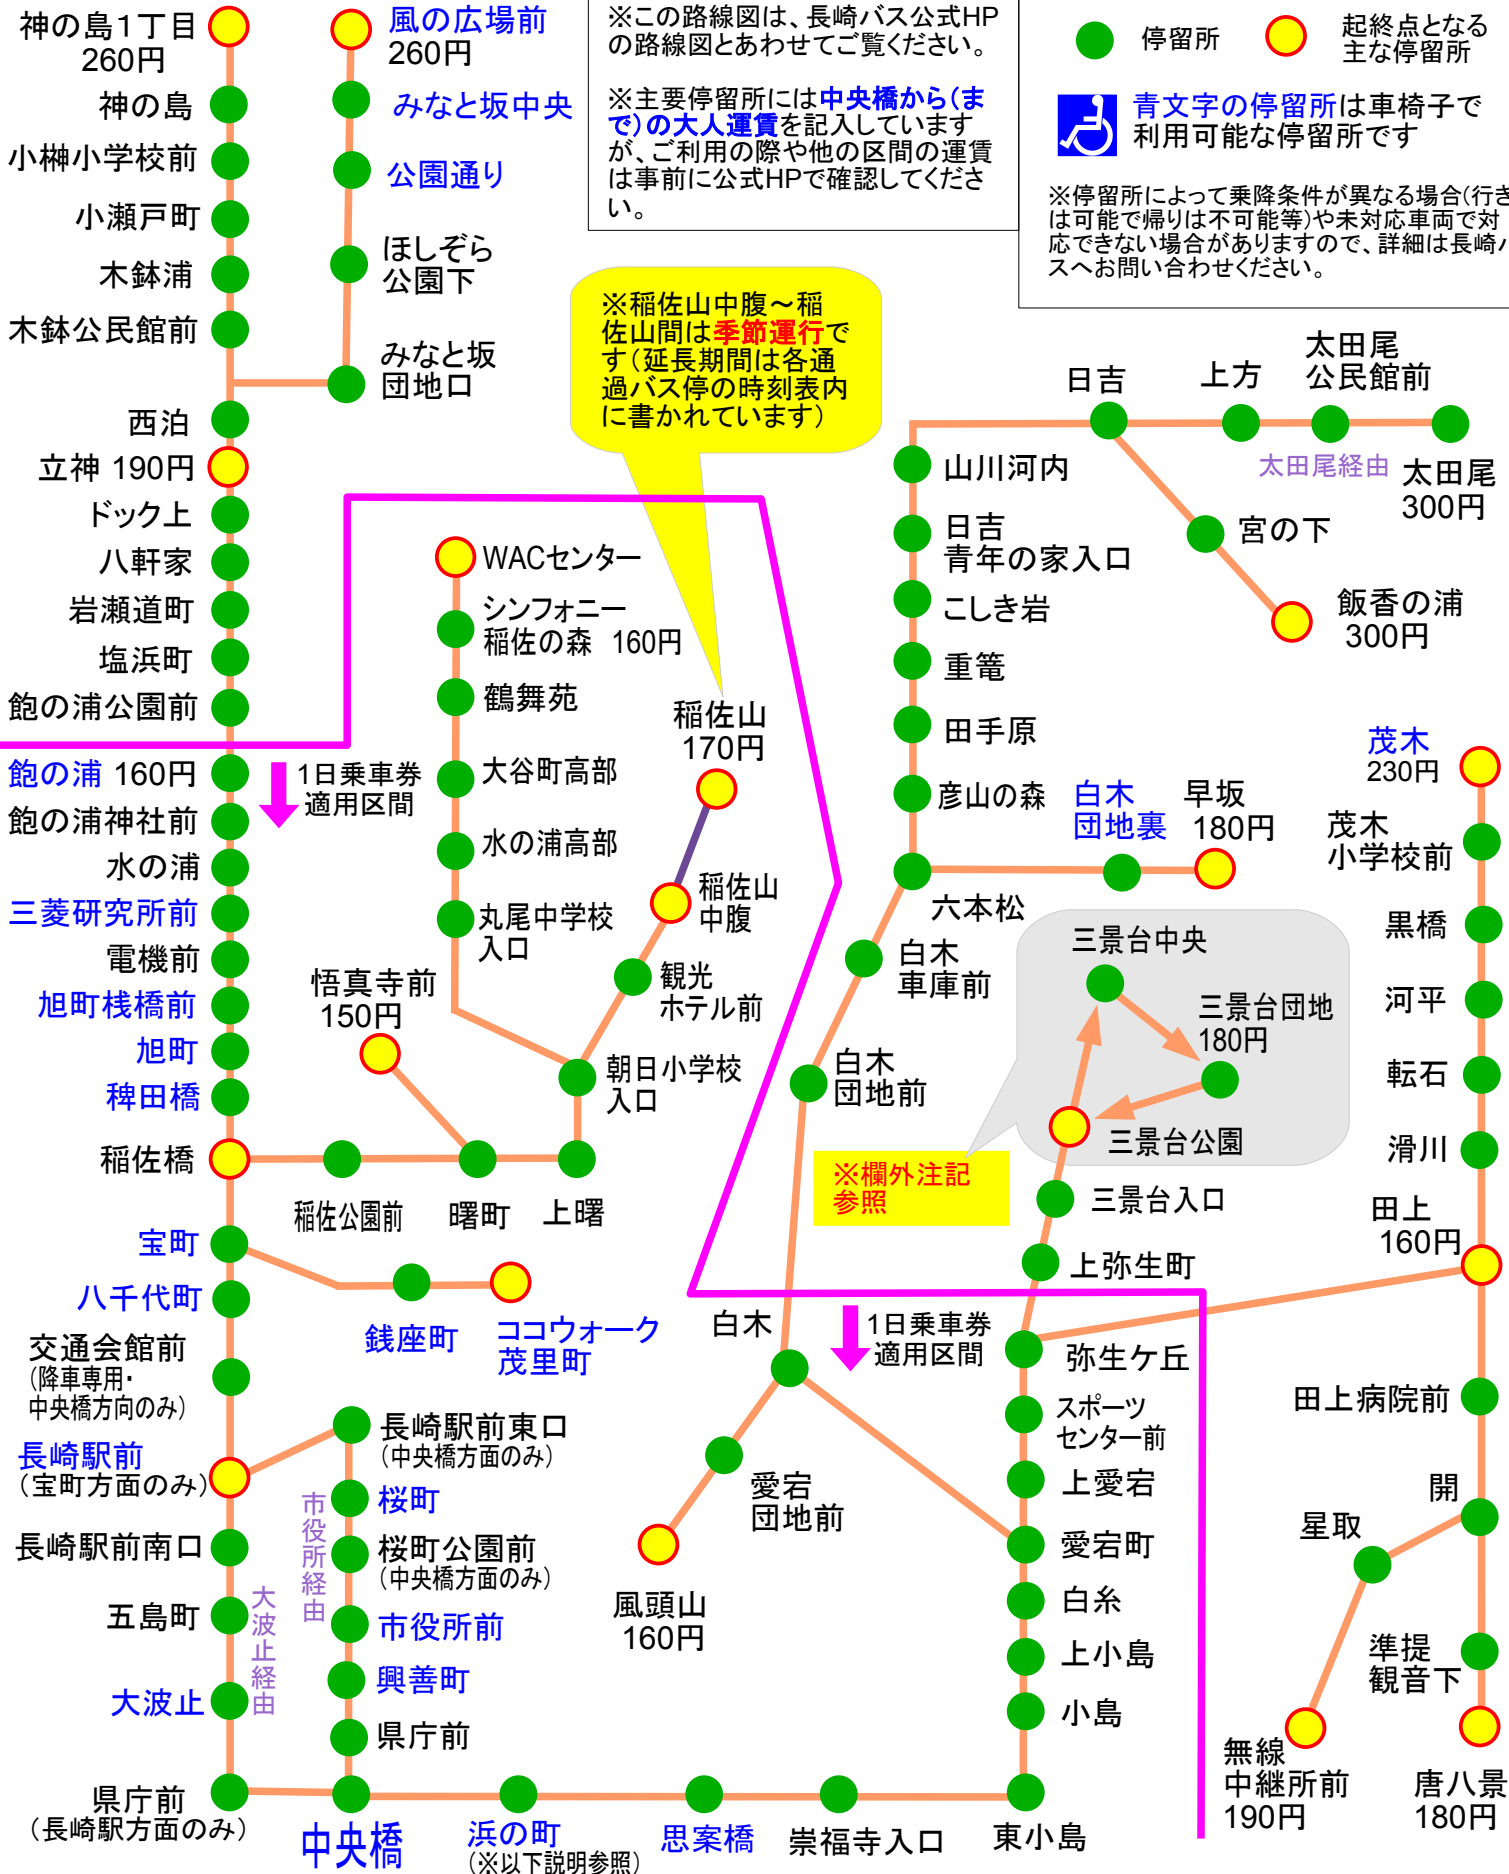 神の島1丁目
260円
神の島
小榊小学校前
小瀬戸町
木鉢浦
木鉢公民館前
西泊
立神 190円
ドック上
八軒家
岩瀬道町
塩浜町
飽の浦公園前
飽の浦 160円
飽の浦神社前
水の浦
三菱研究所前
電機前
旭町桟橋前
旭町
稗田橋
稲佐橋
宝町
八千代町
交通会館前
(降車専用・
中央橋方向のみ)
長崎駅前
(宝町方面のみ)
長崎駅前南口
五島町
大波止
県庁前
(長崎駅方面のみ)
大波止経由
風の広場前
260円
みなと坂中央
公園通り
ほしぞら
公園下
みなと坂
団地口
※この路線図は、長崎バス公式HP
の路線図とあわせてご覧ください。
※主要停留所には中央橋から(ま
で)の大人運賃を記入しています
が、ご利用の際や他の区間の運賃
は事前に公式HPで確認してくださ
い。
停留所
起終点となる
主な停留所
青文字の停留所は車椅子で
利用可能な停留所です
※停留所によって乗降条件が異なる場合(行き
は可能で帰りは不可能等)や未対応車両で対
応できない場合がありますので、詳細は長崎バ
スへお問い合わせください。
※稲佐山中腹~稲
佐山間は季節運行で
す(延長期間は各通
過バス停の時刻表内
に書かれています)
1日乗車券
適用区間
WACセンター
シンフォニー
稲佐の森 160円
鶴舞苑
大谷町高部
水の浦高部
丸尾中学校
入口
稲佐山
170円
稲佐山
中腹
観光
ホテル前
朝日小学校
入口
悟真寺前
150円
稲佐公園前
曙町
上曙
銭座町
ココウォーク
茂里町
長崎駅前東口
(中央橋方面のみ)
市役所経由
桜町
桜町公園前
(中央橋方面のみ)
市役所前
興善町
県庁前
中央橋
浜の町
(※以下説明参照)
思案橋
崇福寺入口
東小島
小島
上小島
白糸
愛宕町
上愛宕
スポーツ
センター前
弥生ケ丘
上弥生町
三景台入口
三景台公園
三景台中央
三景台団地
180円
※欄外注記
参照
1日乗車券
適用区間
白木
愛宕
団地前
風頭山
160円
白木
団地前
白木
車庫前
六本松
白木
団地裏
早坂
180円
彦山の森
田手原
重篭
こしき岩
日吉
青年の家入口
山川河内
日吉
上方
太田尾
公民館前
太田尾経由
太田尾
300円
宮の下
飯香の浦
300円
茂木
230円
茂木
小学校前
黒橋
河平
転石
滑川
田上
160円
田上病院前
開
星取
準提
観音下
無線
中継所前
190円
唐八景
180円